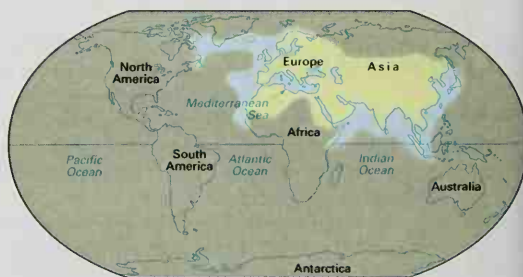 North
America
Europe
Asia
Mediterranean
Sea
Africa
Pacific
Ocean
South
America
Atlantic
Ocean
Indian
Ocean
Australia
Antarctica